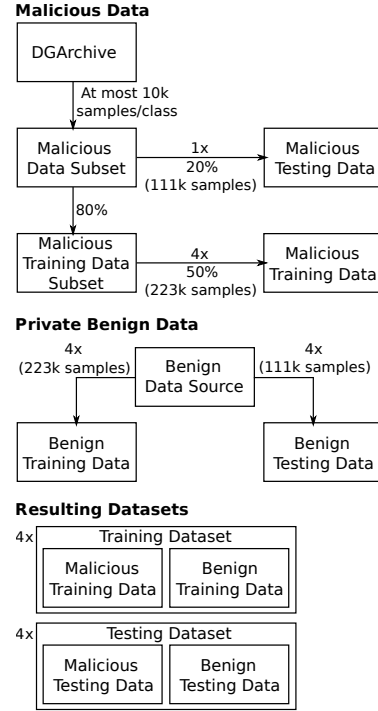 Malicious Data
DGArchive
At most 10k
samples/class
Malicious
Data Subset
1x
20%
(111k samples)
Malicious
Testing Data
80%
Malicious
Training Data
Subset
4x
50%
(223k samples)
Malicious
Training Data
Private Benign Data
4x
(223k samples)
Benign
Data Source
4x
(111k samples)
Benign
Training Data
Benign
Testing Data
Resulting Datasets
4x
Training Dataset
Malicious
Training Data
Benign
Training Data
4x
Testing Dataset
Malicious
Testing Data
Benign
Testing Data